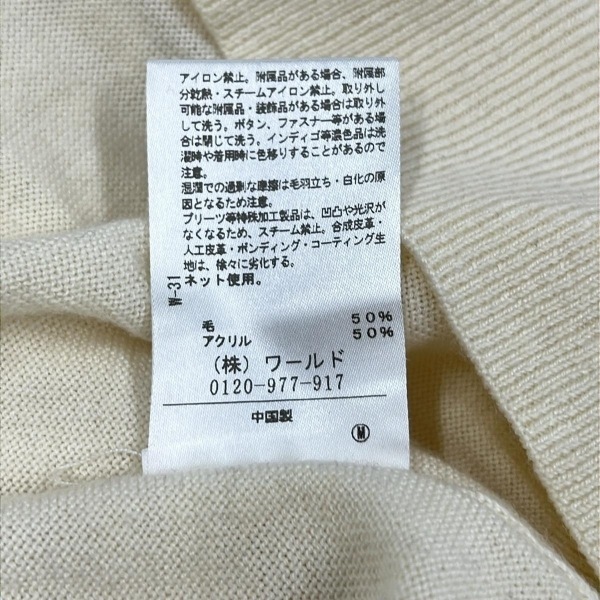 アイロン禁止。附属品がある場合、附属部
分乾熱・スチームアイロン禁止。取り外し
可能な附属品・装飾品がある場合は取り外
して洗う。ボタン、ファスナー等がある場
合は閉じて洗う。インディゴ等濃色品は洗
濯時や着用時に色移りすることがあるので
注意。
湿潤での過剰な摩擦は毛羽立ち・白化の原
因となるため注意。
プリーツ等特殊加工製品は、凹凸や光沢が
なくなるため、スチーム禁止。合成皮革・
人工皮革・ボンディング・コーティング生
地は、徐々に劣化する。
ネット使用。
W-31
毛 50%
アクリル 50%
(株) ワールド
0120-977-917
中国製
M